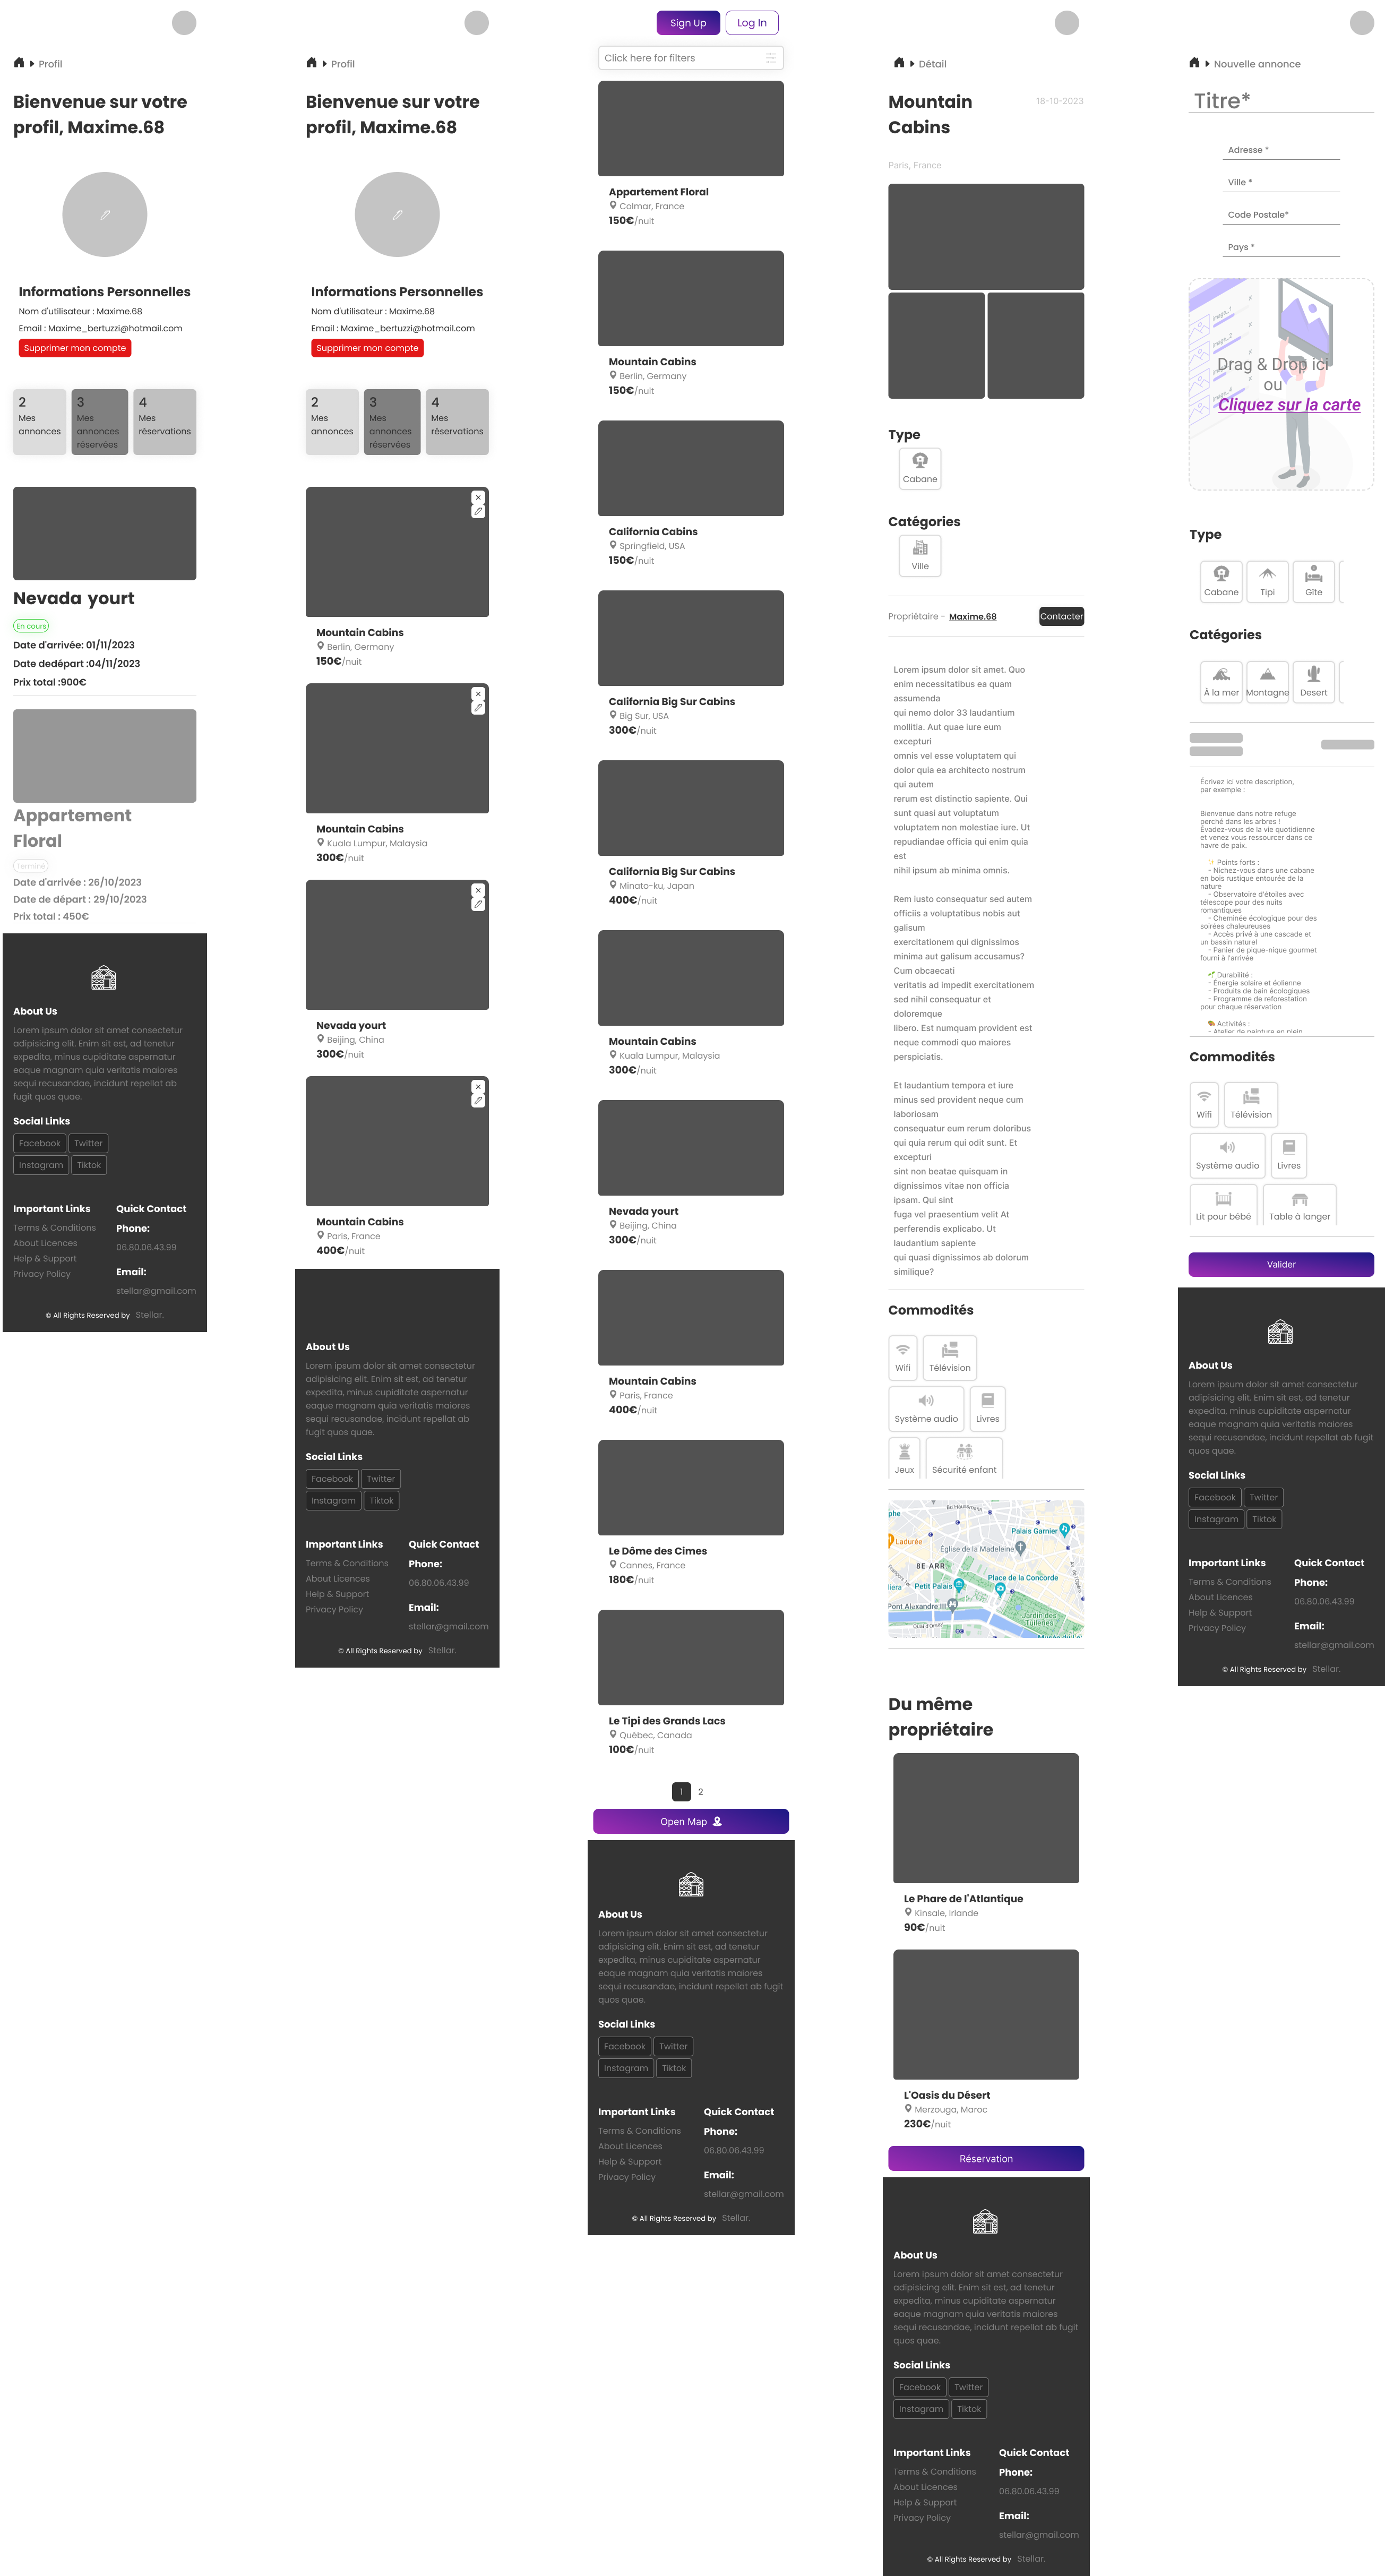 Profil
Bienvenue sur votre
profil, Maxime.68
Informations Personnelles
Nom d'utilisateur : Maxime.68
Email : Maxime_bertuzzi@hotmail.com
Supprimer mon compte
2
Mes
annonces
3
Mes
annonces
réservées
4
Mes
réservations
Nevada yourt
En cours
Date d'arrivée: 01/11/2023
Date dedépart :04/11/2023
Prix total :900€
Appartement
Floral
Terminé
Date d'arrivée : 26/10/2023
Date de départ : 29/10/2023
Prix total : 450€
About Us
Lorem ipsum dolor sit amet consectetur
adipisicing elit. Enim sit est, ad tenetur
expedita, minus cupiditate aspernatur
eaque magnam quia veritatis maiores
sequi recusandae, incidunt repellat ab
fugit quos quae.
Social Links
Facebook Twitter
Instagram Tiktok
Important Links
Terms & Conditions
About Licences
Help & Support
Privacy Policy
Quick Contact
Phone:
06.80.06.43.99
Email:
stellar@gmail.com
© All Rights Reserved by Stellar.
Profil
Bienvenue sur votre
profil, Maxime.68
Informations Personnelles
Nom d'utilisateur : Maxime.68
Email : Maxime_bertuzzi@hotmail.com
Supprimer mon compte
2
Mes
annonces
3
Mes
annonces
réservées
4
Mes
réservations
Mountain Cabins
Berlin, Germany
150€/nuit
Mountain Cabins
Kuala Lumpur, Malaysia
300€/nuit
Nevada yourt
Beijing, China
300€/nuit
Mountain Cabins
Paris, France
400€/nuit
About Us
Lorem ipsum dolor sit amet consectetur
adipisicing elit. Enim sit est, ad tenetur
expedita, minus cupiditate aspernatur
eaque magnam quia veritatis maiores
sequi recusandae, incidunt repellat ab
fugit quos quae.
Social Links
Facebook Twitter
Instagram Tiktok
Important Links
Terms & Conditions
About Licences
Help & Support
Privacy Policy
Quick Contact
Phone:
06.80.06.43.99
Email:
stellar@gmail.com
© All Rights Reserved by Stellar.
Sign Up Log In
Click here for filters
Appartement Floral
Colmar, France
150€/nuit
Mountain Cabins
Berlin, Germany
150€/nuit
California Cabins
Springfield, USA
150€/nuit
California Big Sur Cabins
Big Sur, USA
300€/nuit
California Big Sur Cabins
Minato-ku, Japan
400€/nuit
Mountain Cabins
Kuala Lumpur, Malaysia
300€/nuit
Nevada yourt
Beijing, China
300€/nuit
Mountain Cabins
Paris, France
400€/nuit
Le Dôme des Cimes
Cannes, France
180€/nuit
Le Tipi des Grands Lacs
Québec, Canada
100€/nuit
1 2
Open Map
About Us
Lorem ipsum dolor sit amet consectetur
adipisicing elit. Enim sit est, ad tenetur
expedita, minus cupiditate aspernatur
eaque magnam quia veritatis maiores
sequi recusandae, incidunt repellat ab fugit
quos quae.
Social Links
Facebook Twitter
Instagram Tiktok
Important Links
Terms & Conditions
About Licences
Help & Support
Privacy Policy
Quick Contact
Phone:
06.80.06.43.99
Email:
stellar@gmail.com
© All Rights Reserved by Stellar.
Détail
Mountain
Cabins
18-10-2023
Paris, France
Type
Cabane
Catégories
Ville
Propriétaire - Maxime.68 Contacter
Lorem ipsum dolor sit amet. Quo
enim necessitatibus ea quam
assumenda
qui nemo dolor 33 laudantium
mollitia. Aut quae iure eum
excepturi
omnis vel esse voluptatem qui
dolor quia ea architecto nostrum
qui autem
rerum est distinctio sapiente. Qui
sunt quasi aut voluptatum
voluptatem non molestiae iure. Ut
repudiandae officia qui enim quia
est
nihil ipsum ab minima omnis.
Rem iusto consequatur sed autem
officiis a voluptatibus nobis aut
galisum
exercitationem qui dignissimos
minima aut galisum accusamus?
Cum obcaecati
veritatis ad impedit exercitationem
sed nihil consequatur et
doloremque
libero. Est numquam provident est
neque commodi quo maiores
perspiciatis.
Et laudantium tempora et iure
minus sed provident neque cum
laboriosam
consequatur eum rerum doloribus
qui quia rerum qui odit sunt. Et
excepturi
sint non beatae quisquam in
dignissimos vitae non officia
ipsam. Qui sint
fuga vel praesentium velit At
perferendis explicabo. Ut
laudantium sapiente
qui quasi dignissimos ab dolorum
similique?
Commodités
Wifi Télévision
Système audio Livres
Jeux Sécurité enfant
Bd Haussmann
Palais Garnier
Ladurée
Église de la Madeleine
8E ARR
Place de la Concorde
Petit Palais
Pont Alexandre III
Jardin des
Tuileries
Du même
propriétaire
Le Phare de l'Atlantique
Kinsale, Irlande
90€/nuit
L'Oasis du Désert
Merzouga, Maroc
230€/nuit
Réservation
About Us
Lorem ipsum dolor sit amet consectetur
adipisicing elit. Enim sit est, ad tenetur
expedita, minus cupiditate aspernatur
eaque magnam quia veritatis maiores
sequi recusandae, incidunt repellat ab fugit
quos quae.
Social Links
Facebook Twitter
Instagram Tiktok
Important Links
Terms & Conditions
About Licences
Help & Support
Privacy Policy
Quick Contact
Phone:
06.80.06.43.99
Email:
stellar@gmail.com
© All Rights Reserved by Stellar.
Nouvelle annonce
Titre*
Adresse *
Ville *
Code Postale*
Pays *
Drag & Drop ici
ou
Cliquez sur la carte
Type
Cabane Tipi Gîte
Catégories
À la mer Montagne Desert
Écrivez ici votre description,
par exemple :
Bienvenue dans notre refuge
perché dans les arbres !
Évadez-vous de la vie quotidienne
et venez vous ressourcer dans ce
havre de paix.
✨ Points forts :
- Nichez-vous dans une cabane
en bois rustique entourée de la
nature
- Observatoire d'étoiles avec
télescope pour des nuits
romantiques
- Cheminée écologique pour des
soirées chaleureuses
- Accès privé à une cascade et
un bassin naturel
- Panier de pique-nique gourmet
fourni à l'arrivée
🌱 Durabilité :
- Énergie solaire et éolienne
- Produits de bain écologiques
- Programme de reforestation
pour chaque réservation
🎨 Activités :
- Atelier de peinture en plein
Commodités
Wifi Télévision
Système audio Livres
Lit pour bébé Table à langer
Valider
About Us
Lorem ipsum dolor sit amet consectetur
adipisicing elit. Enim sit est, ad tenetur
expedita, minus cupiditate aspernatur
eaque magnam quia veritatis maiores
sequi recusandae, incidunt repellat ab fugit
quos quae.
Social Links
Facebook Twitter
Instagram Tiktok
Important Links
Terms & Conditions
About Licences
Help & Support
Privacy Policy
Quick Contact
Phone:
06.80.06.43.99
Email:
stellar@gmail.com
© All Rights Reserved by Stellar.